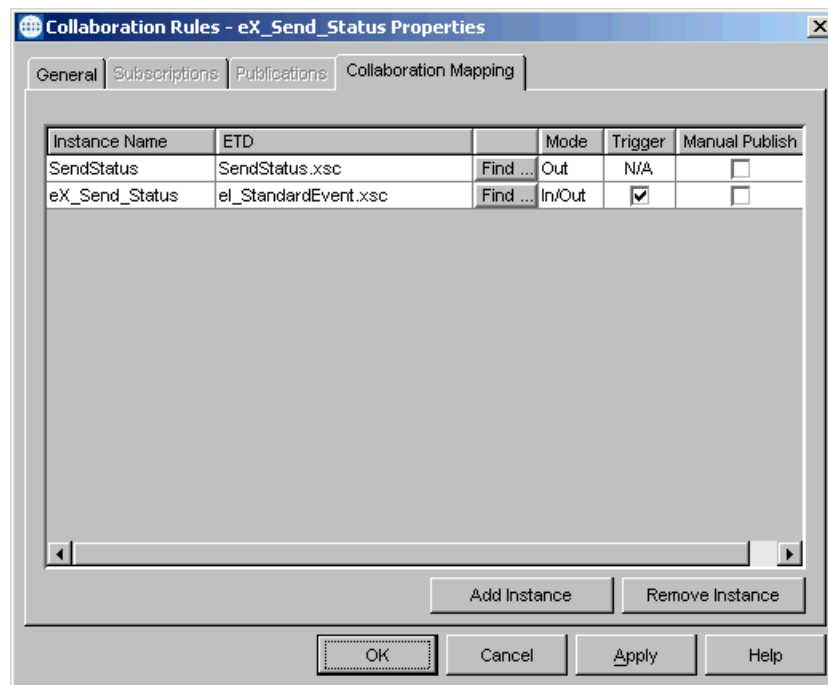 Collaboration Rules - eX_Send_Status Properties
General Subscriptions Publications Collaboration Mapping
Instance Name ETD Mode Trigger Manual Publish
SendStatus SendStatus.xsc Find ... Out N/A
eX_Send_Status eI_StandardEvent.xsc Find ... In/Out
Add Instance Remove Instance
OK Cancel Apply Help